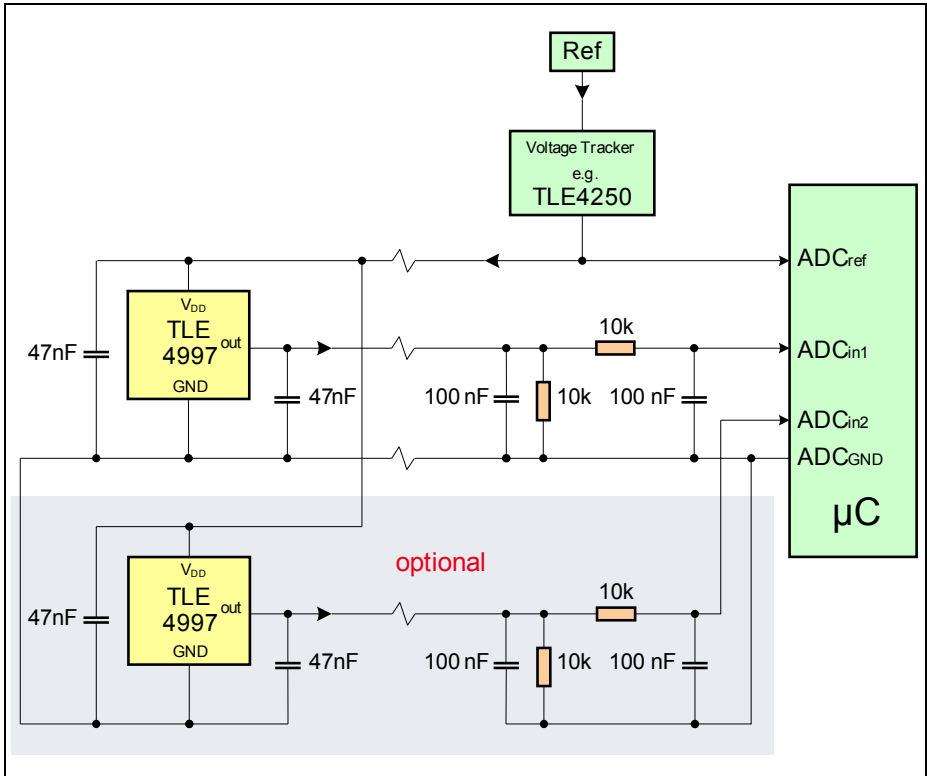 Ref
Voltage Tracker
e.g.
TLE4250
ADCref
VDD
TLE
4997
out
GND
47nF
47nF
10k
100 nF
10k
100 nF
ADCin1
ADCin2
ADCGND
µC
optional
VDD
TLE
4997
out
GND
47nF
47nF
10k
100 nF
10k
100 nF